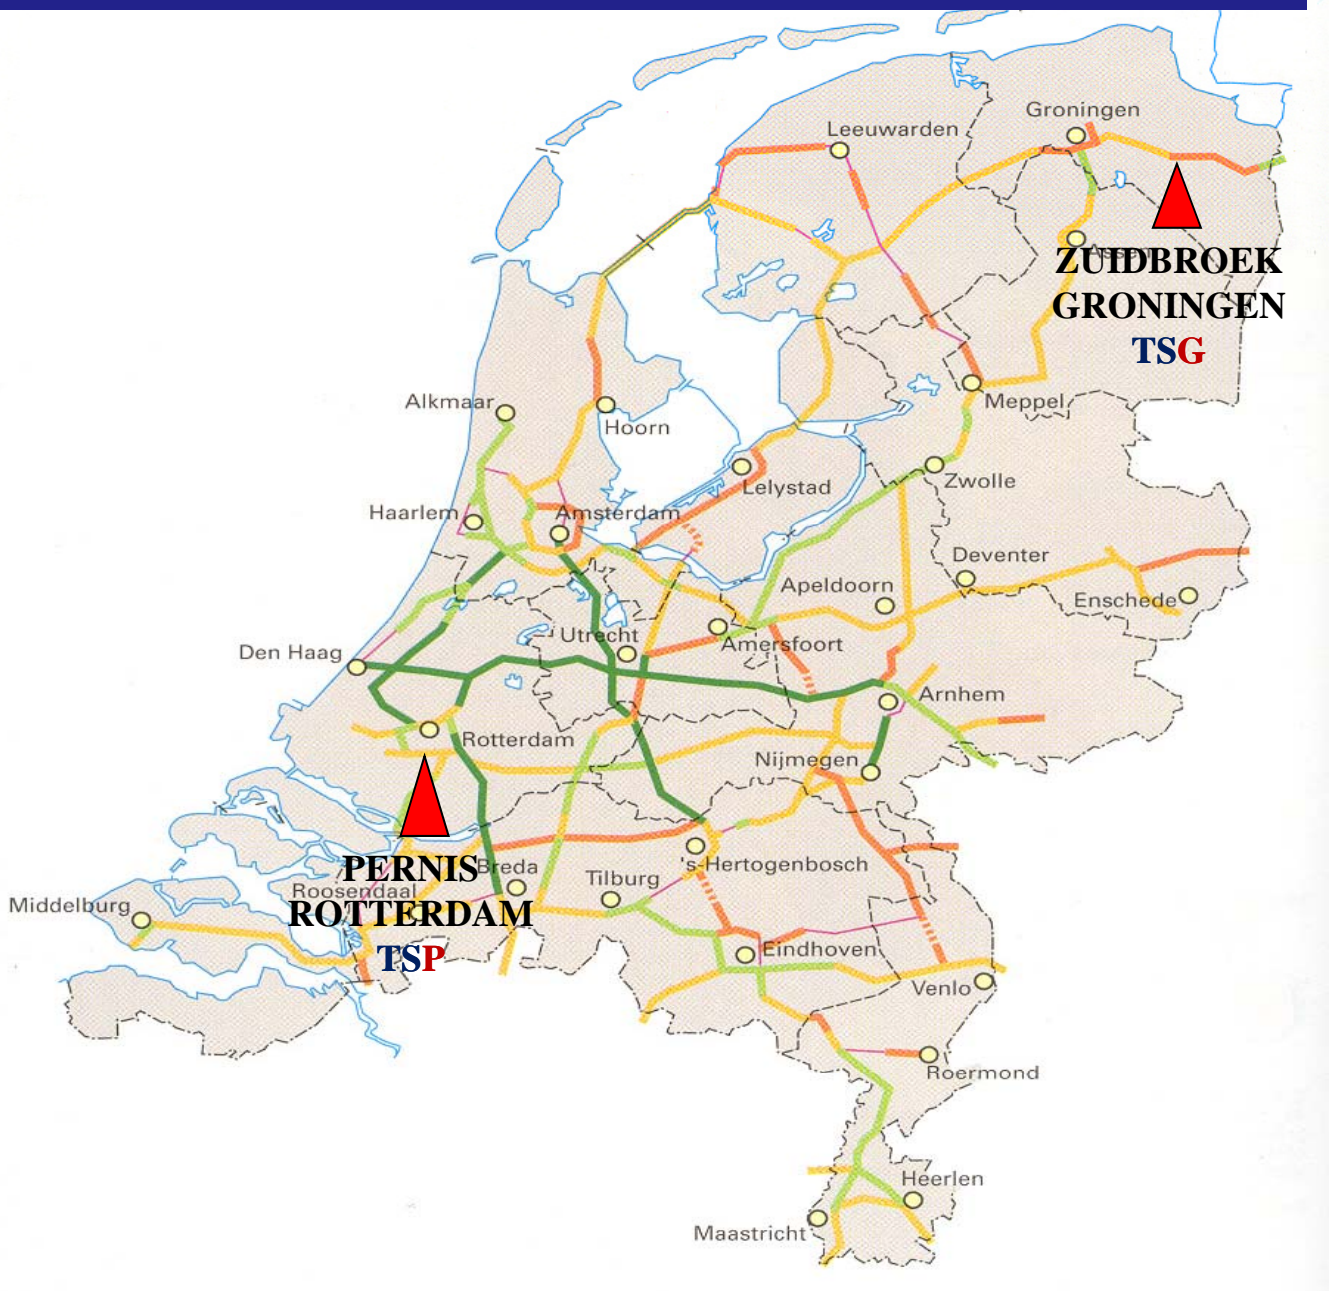 Groningen
Leeuwarden
Assen
ZUIDBROEK
GRONINGEN
TSG
Alkmaar
Meppel
Hoorn
Zwolle
Lelystad
Haarlem
Amsterdam
Deventer
Apeldoorn
Enschede
Utrecht
Amersfoort
Den Haag
Arnhem
Rotterdam
Nijmegen
PERNIS
Breda
's-Hertogenbosch
Tilburg
Roosendaal
Middelburg
ROTTERDAM
TSP
Eindhoven
Venlo
Roermond
Heerlen
Maastricht